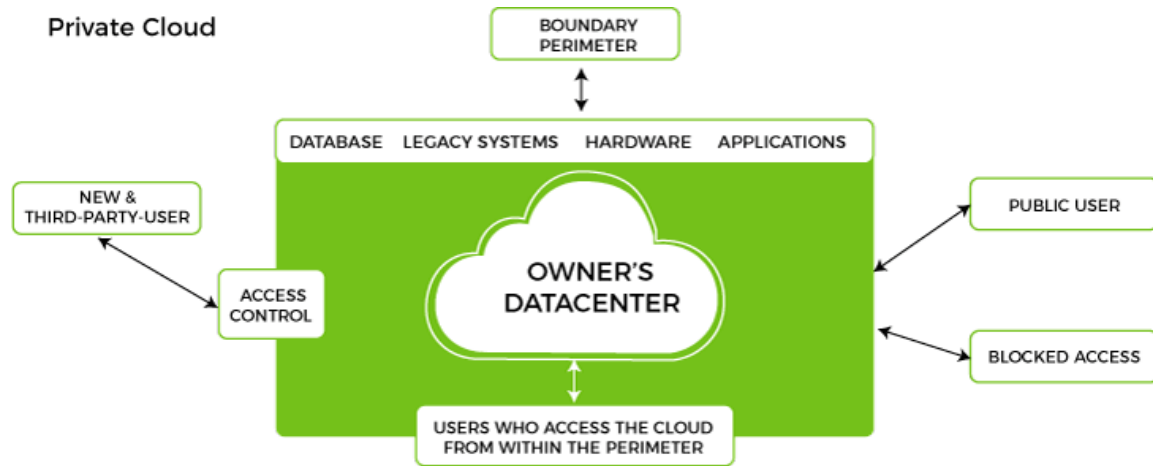 Private Cloud
BOUNDARY
PERIMETER
DATABASE LEGACY SYSTEMS HARDWARE APPLICATIONS
NEW &
THIRD-PARTY-USER
ACCESS
CONTROL
OWNER'S
DATACENTER
PUBLIC USER
BLOCKED ACCESS
USERS WHO ACCESS THE CLOUD
FROM WITHIN THE PERIMETER